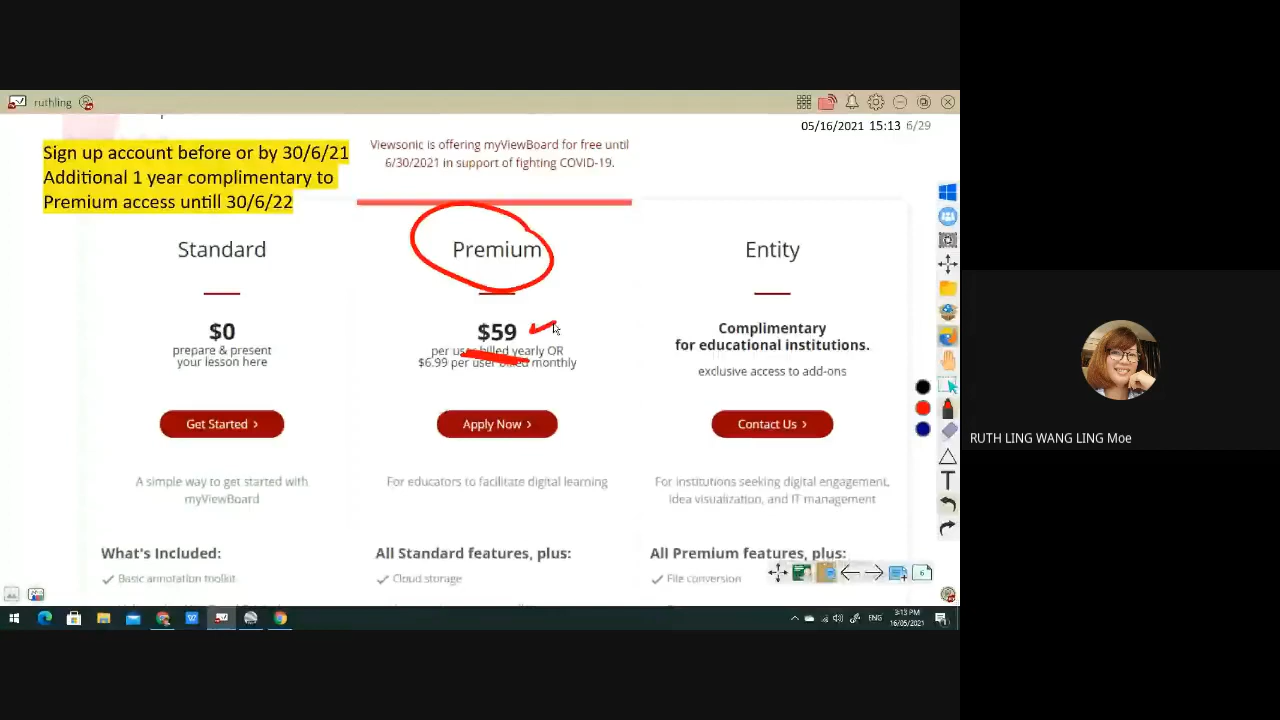 ruthling
05/16/2021 15:13 6/29
Sign up account before or by 30/6/21
Additional 1 year complimentary to
Premium access untill 30/6/22
Viewsonic is offering myViewBoard for free until
6/30/2021 in support of fighting COVID-19.
Standard
$0
prepare & present
your lesson here
Get Started >
A simple way to get started with
myViewBoard
What's Included:
Basic annotation toolkit
Premium
$59
per user billed yearly OR
$6.99 per user billed monthly
Apply Now >
For educators to facilitate digital learning
All Standard features, plus:
Cloud storage
Entity
Complimentary
for educational institutions.
exclusive access to add-ons
Contact Us >
For institutions seeking digital engagement,
idea visualization, and IT management
All Premium features, plus:
File conversion
T
6
ENG
3:13 PM
16/05/2021
RUTH LING WANG LING Moe